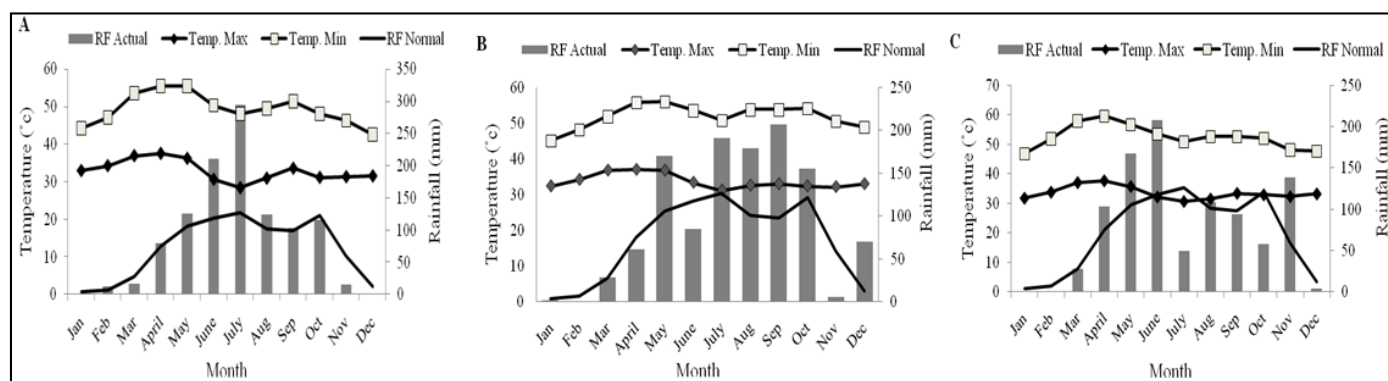 A
RF Actual Temp. Max Temp. Min RF Normal
60
50
40
30
20
10
0
350
300
250
200
150
100
50
0
Temperature (˚c)
Rainfall (mm)
Jan Feb Mar April May June July Aug Sep Oct Nov Dec
Month
B
RF Actual Temp. Max Temp. Min RF Normal
60
50
40
30
20
10
0
250
200
150
100
50
0
Temperature (˚c)
Rainfall (mm)
Jan Feb Mar April May June July Aug Sep Oct Nov Dec
Month
C
RF Actual Temp. Max Temp. Min RF Normal
70
60
50
40
30
20
10
0
250
200
150
100
50
0
Temperature (˚c)
Rainfall (mm)
Jan Feb Mar April May June July Aug Sep Oct Nov Dec
Month